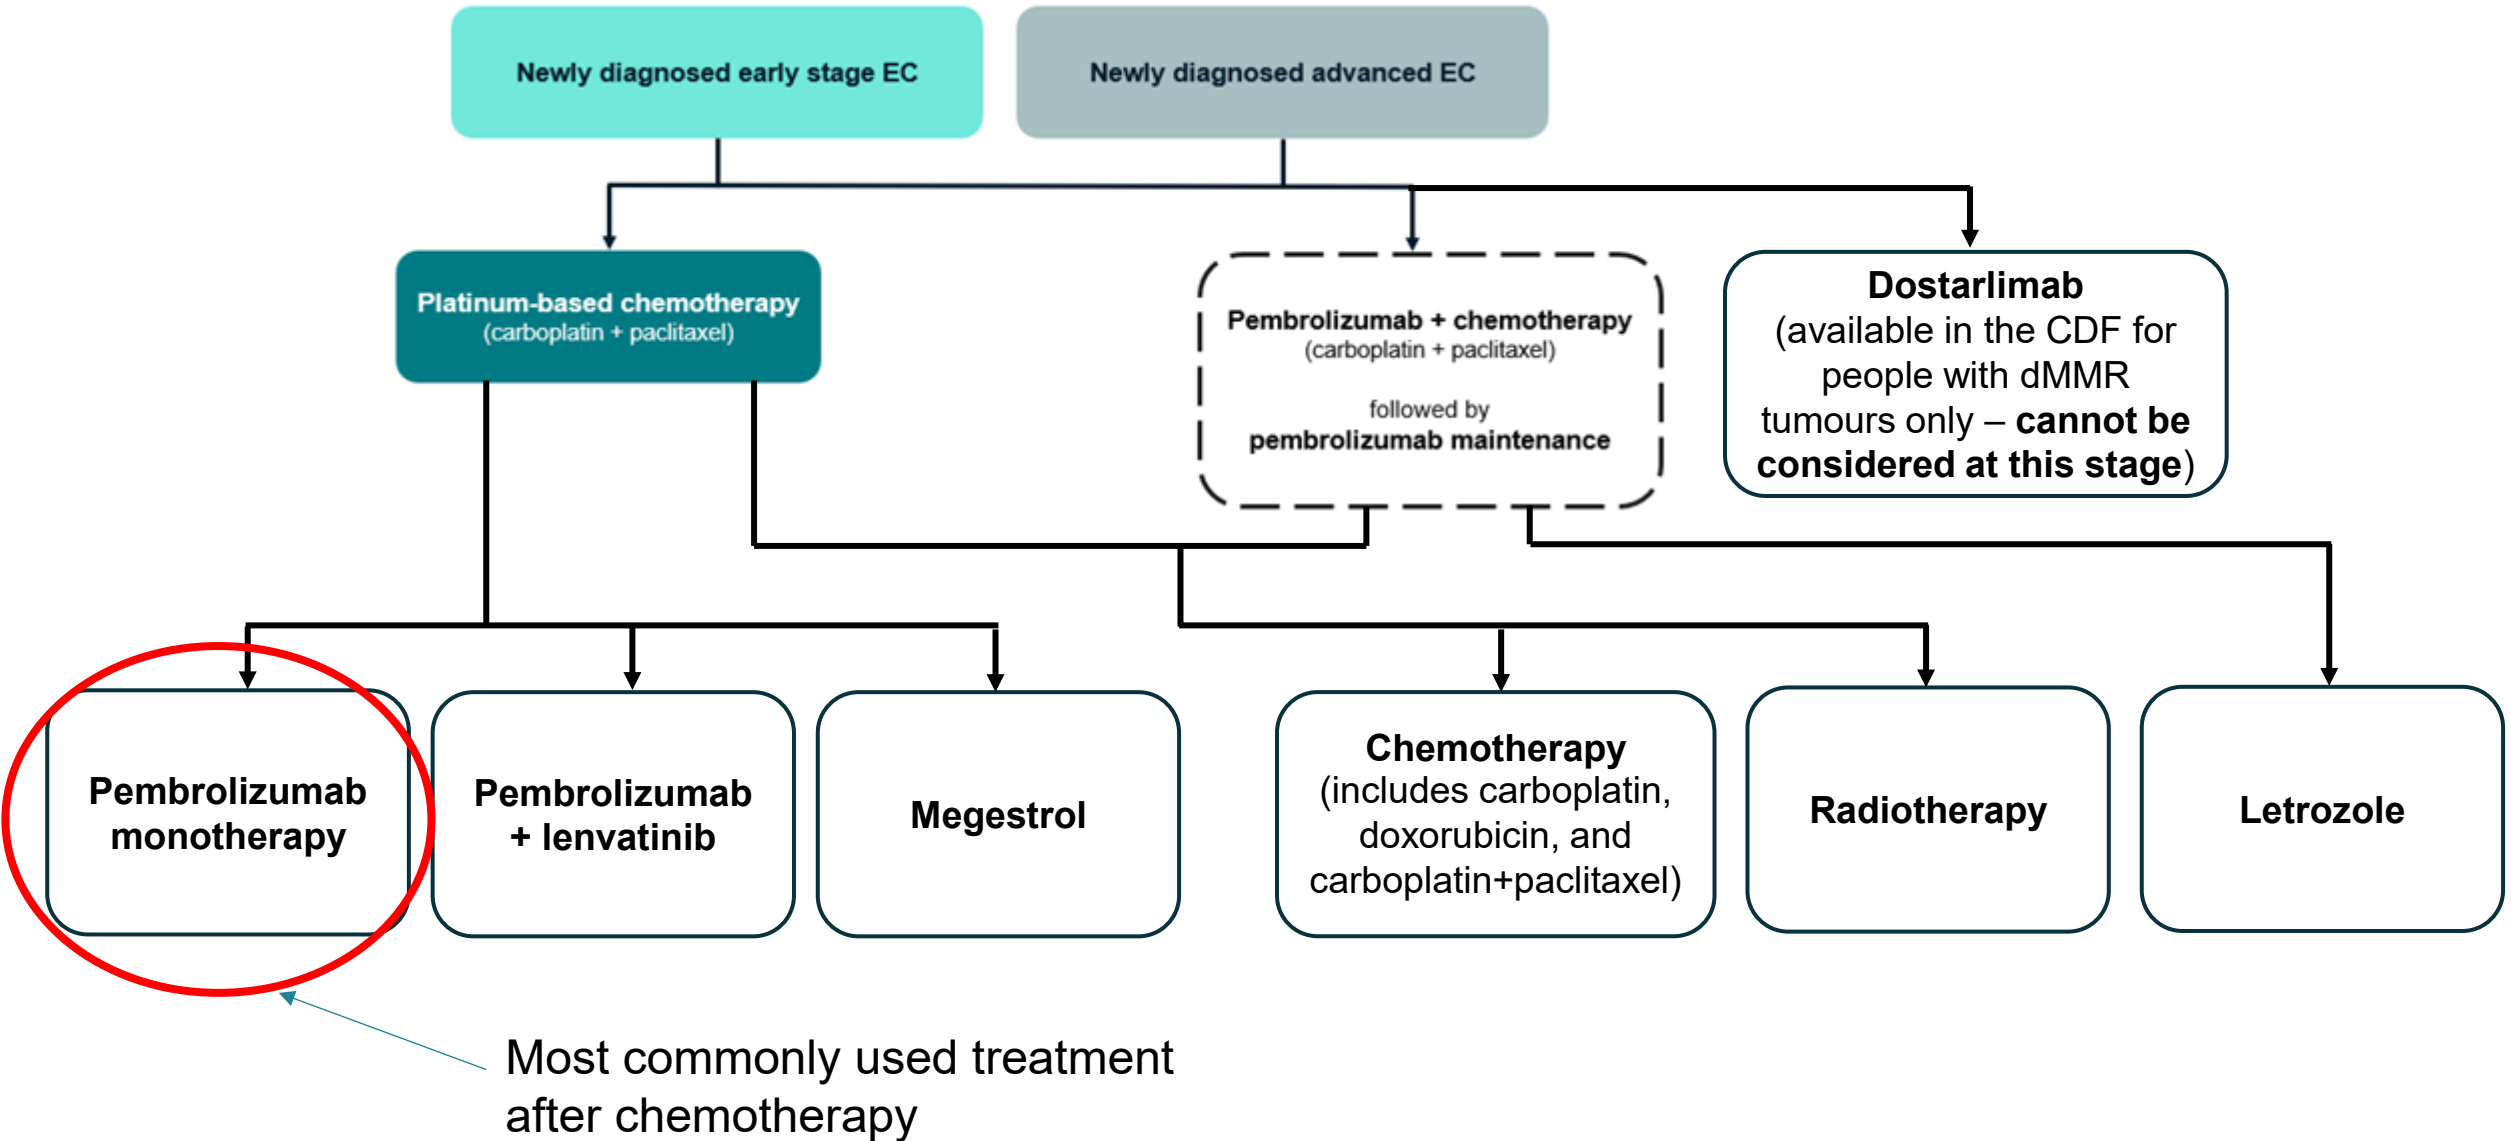 Newly diagnosed early stage EC
Newly diagnosed advanced EC
Platinum-based chemotherapy
(carboplatin + paclitaxel)
Pembrolizumab + chemotherapy
(carboplatin + paclitaxel)
followed by
pembrolizumab maintenance
Dostarlimab
(available in the CDF for
people with dMMR
tumours only – cannot be
considered at this stage)
Pembrolizumab
monotherapy
Pembrolizumab
+ lenvatinib
Megestrol
Chemotherapy
(includes carboplatin,
doxorubicin, and
carboplatin+paclitaxel)
Radiotherapy
Letrozole
Most commonly used treatment
after chemotherapy